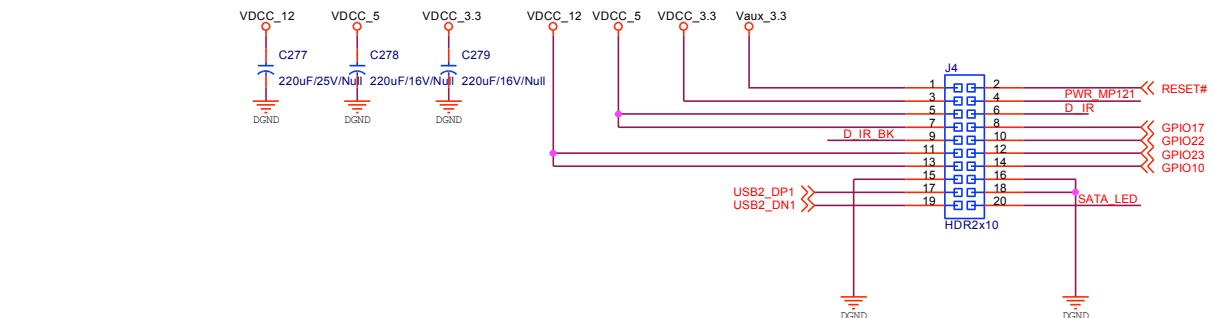 VDCC_12 VDCC_5 VDCC_3.3 VDCC_12 VDCC_5 VDCC_3.3 Vaux_3.3
C277 C278 C279
220uF/25V/Null 220uF/16V/Null 220uF/16V/Null
DGND DGND DGND
J4
1 2 RESET#
3 4 PWR_MP121
5 6 D_IR
7 8 GPIO17
D_IR_BK 9 10 GPIO22
11 12 GPIO23
13 14 GPIO10
15 16
USB2_DP1 17 18
USB2_DN1 19 20 SATA_LED
HDR2x10
DGND DGND